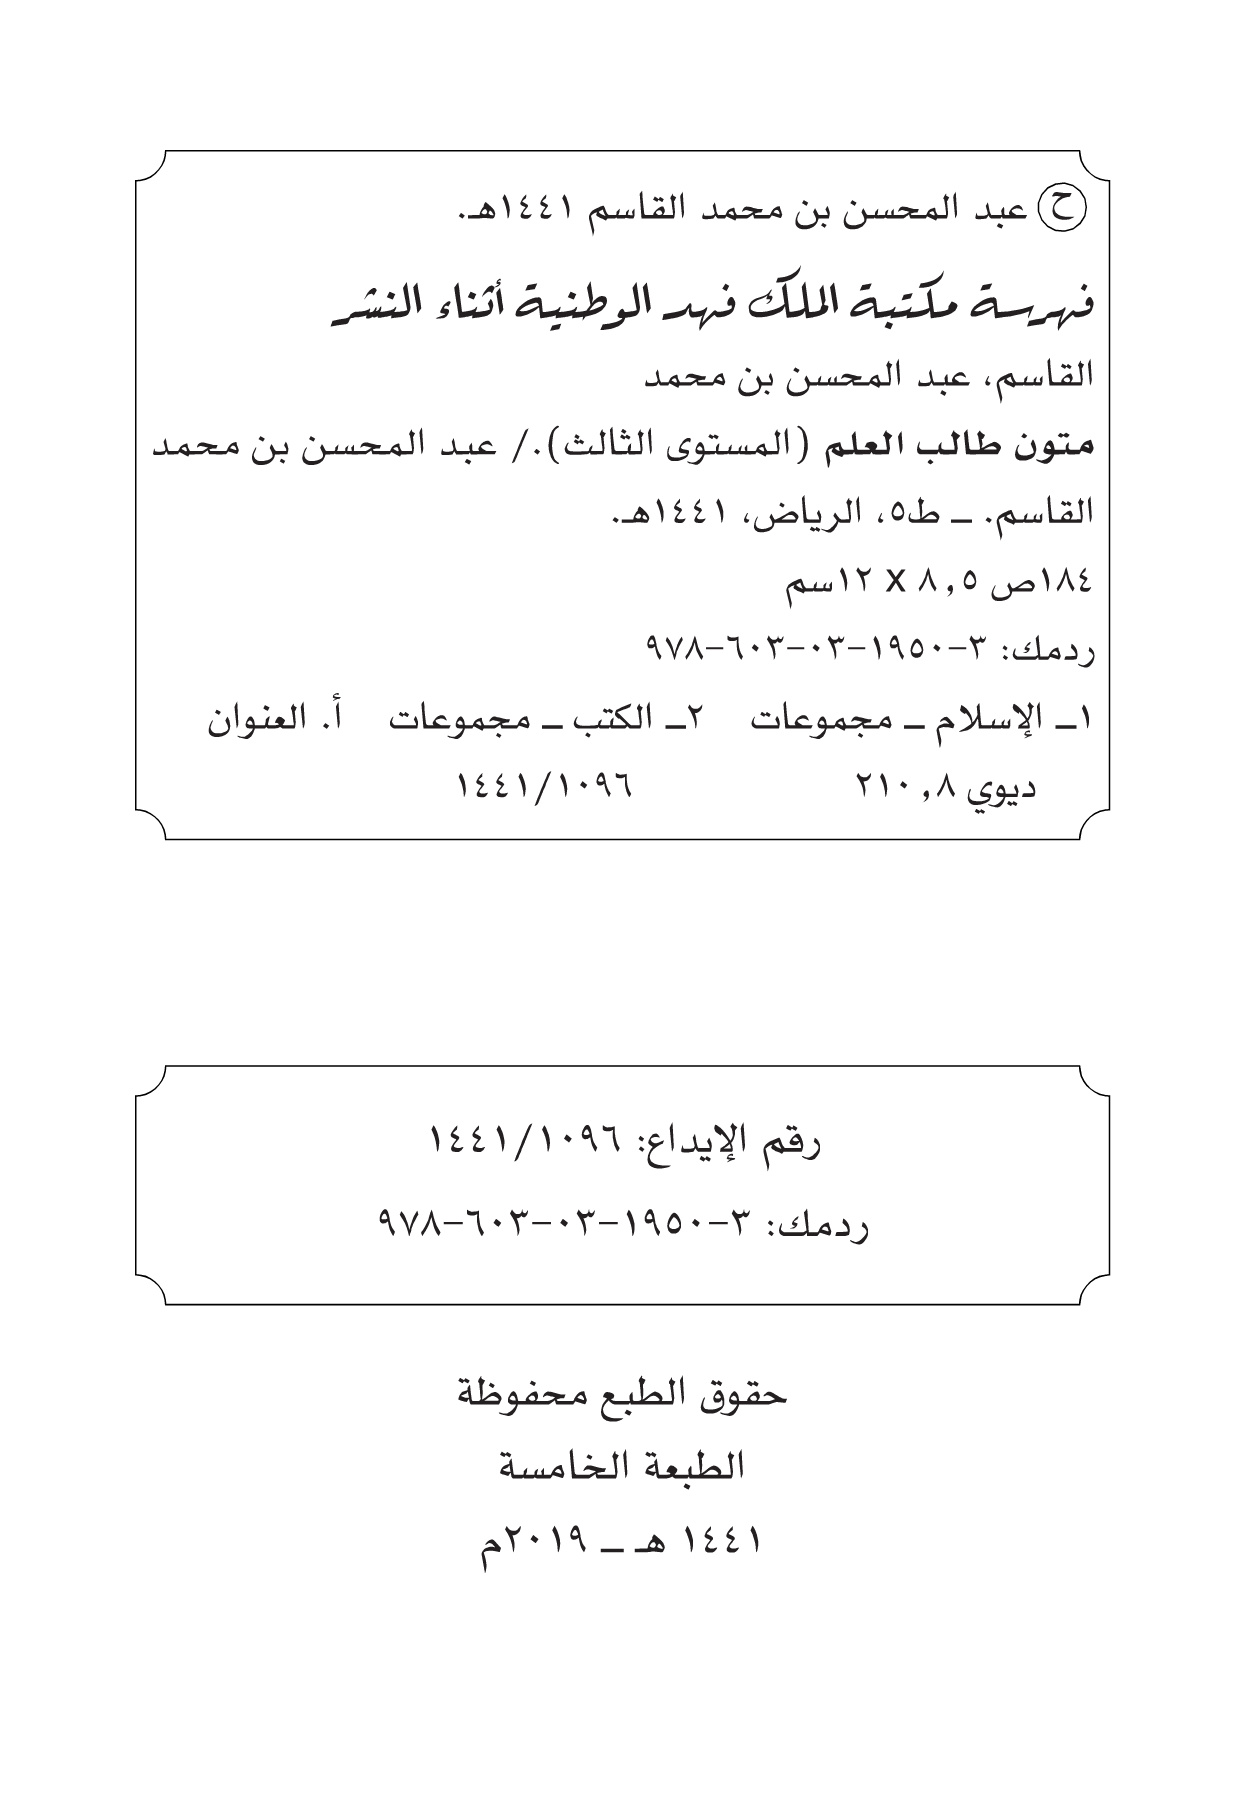 ح عبد المحسن بن محمد القاسم ١٤٤١هـ.
فهرسة مكتبة الملك فهد الوطنية أثناء النشر
القاسم، عبد المحسن بن محمد
متون طالب العلم (المستوى الثالث)./ عبد المحسن بن محمد
القاسم. ـ ط٥، الرياض، ١٤٤١هـ.
١٨٤ص ٨,٥ X ١٢سم
ردمك: ٣-١٩٥٠-٠٣-٦٠٣-٩٧٨
١ـ الإسلام ـ مجموعات ٢ـ الكتب ـ مجموعات أ. العنوان
ديوي ٢١٠,٨ ١٤٤١/١٠٩٦
رقم الإيداع: ١٤٤١/١٠٩٦
ردمك: ٣-١٩٥٠-٠٣-٦٠٣-٩٧٨
حقوق الطبع محفوظة
الطبعة الخامسة
١٤٤١ هـ ـ ٢٠١٩م